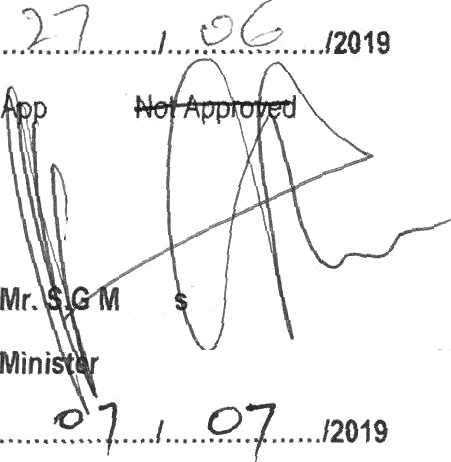 27 / 06 /2019
App Not Approved
Mr. S.G M s
Minister
07 / 07 /2019